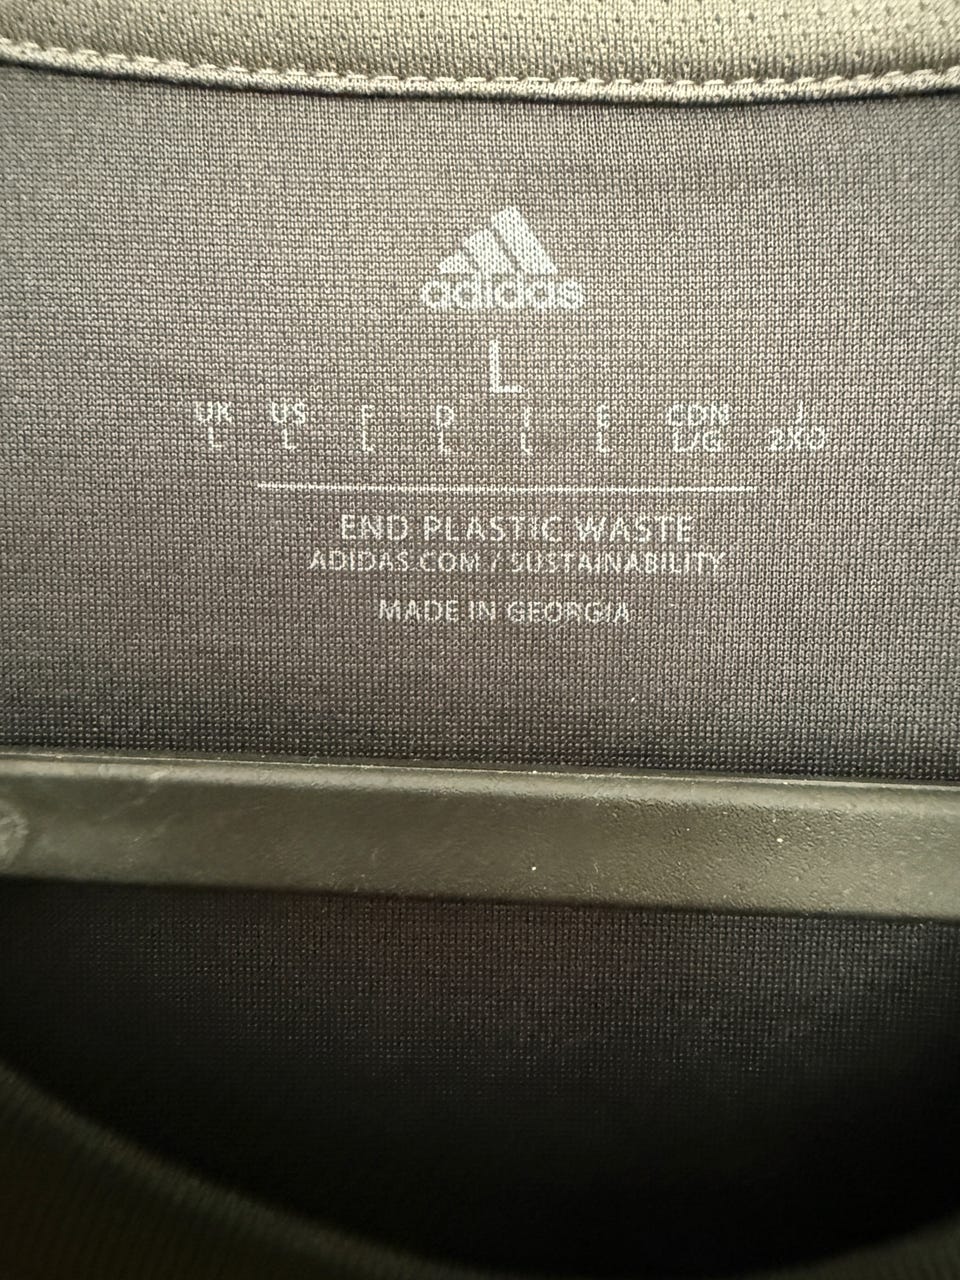 adidas
L
UK US F D I E CDN J
L L L L L L L/G 2XO
END PLASTIC WASTE
ADIDAS.COM / SUSTAINABILITY
MADE IN GEORGIA